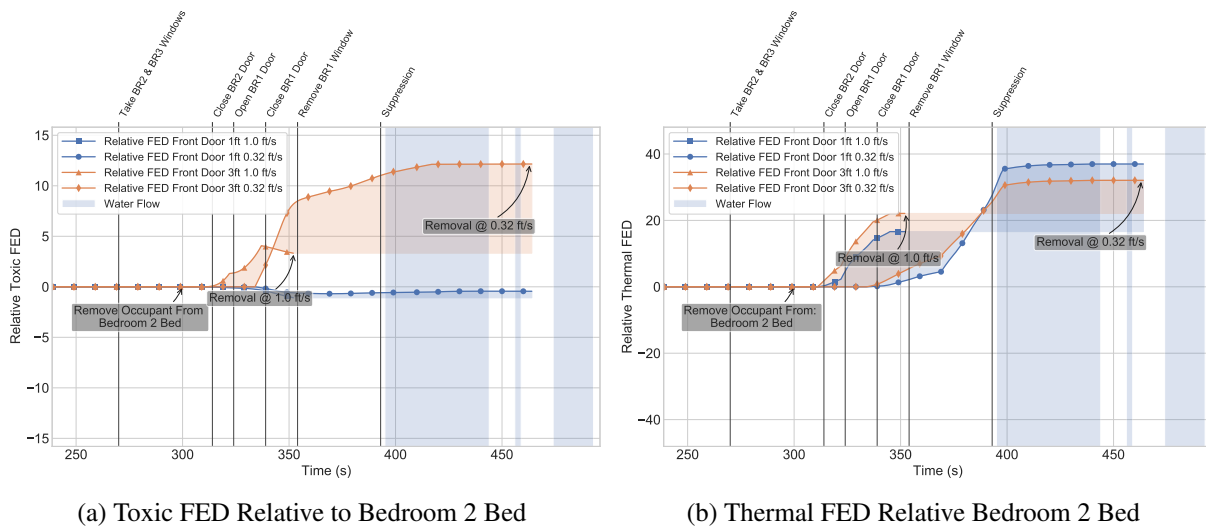 Take BR2 & BR3 Windows
Close BR2 Door
Open BR1 Door
Close BR1 Door
Remove BR1 Window
Suppression
15
10
5
0
−5
−10
−15
Relative Toxic FED
Relative FED Front Door 1ft 1.0 ft/s
Relative FED Front Door 1ft 0.32 ft/s
Relative FED Front Door 3ft 1.0 ft/s
Relative FED Front Door 3ft 0.32 ft/s
Water Flow
Removal @ 0.32 ft/s
Removal @ 1.0 ft/s
Remove Occupant From
Bedroom 2 Bed
250 300 350 400 450
Time (s)
(a) Toxic FED Relative to Bedroom 2 Bed
Take BR2 & BR3 Windows
Close BR2 Door
Open BR1 Door
Close BR1 Door
Remove BR1 Window
Suppression
40
20
0
−20
−40
Relative Thermal FED
Relative FED Front Door 1ft 1.0 ft/s
Relative FED Front Door 1ft 0.32 ft/s
Relative FED Front Door 3ft 1.0 ft/s
Relative FED Front Door 3ft 0.32 ft/s
Water Flow
Removal @ 0.32 ft/s
Removal @ 1.0 ft/s
Remove Occupant From:
Bedroom 2 Bed
250 300 350 400 450
Time (s)
(b) Thermal FED Relative Bedroom 2 Bed